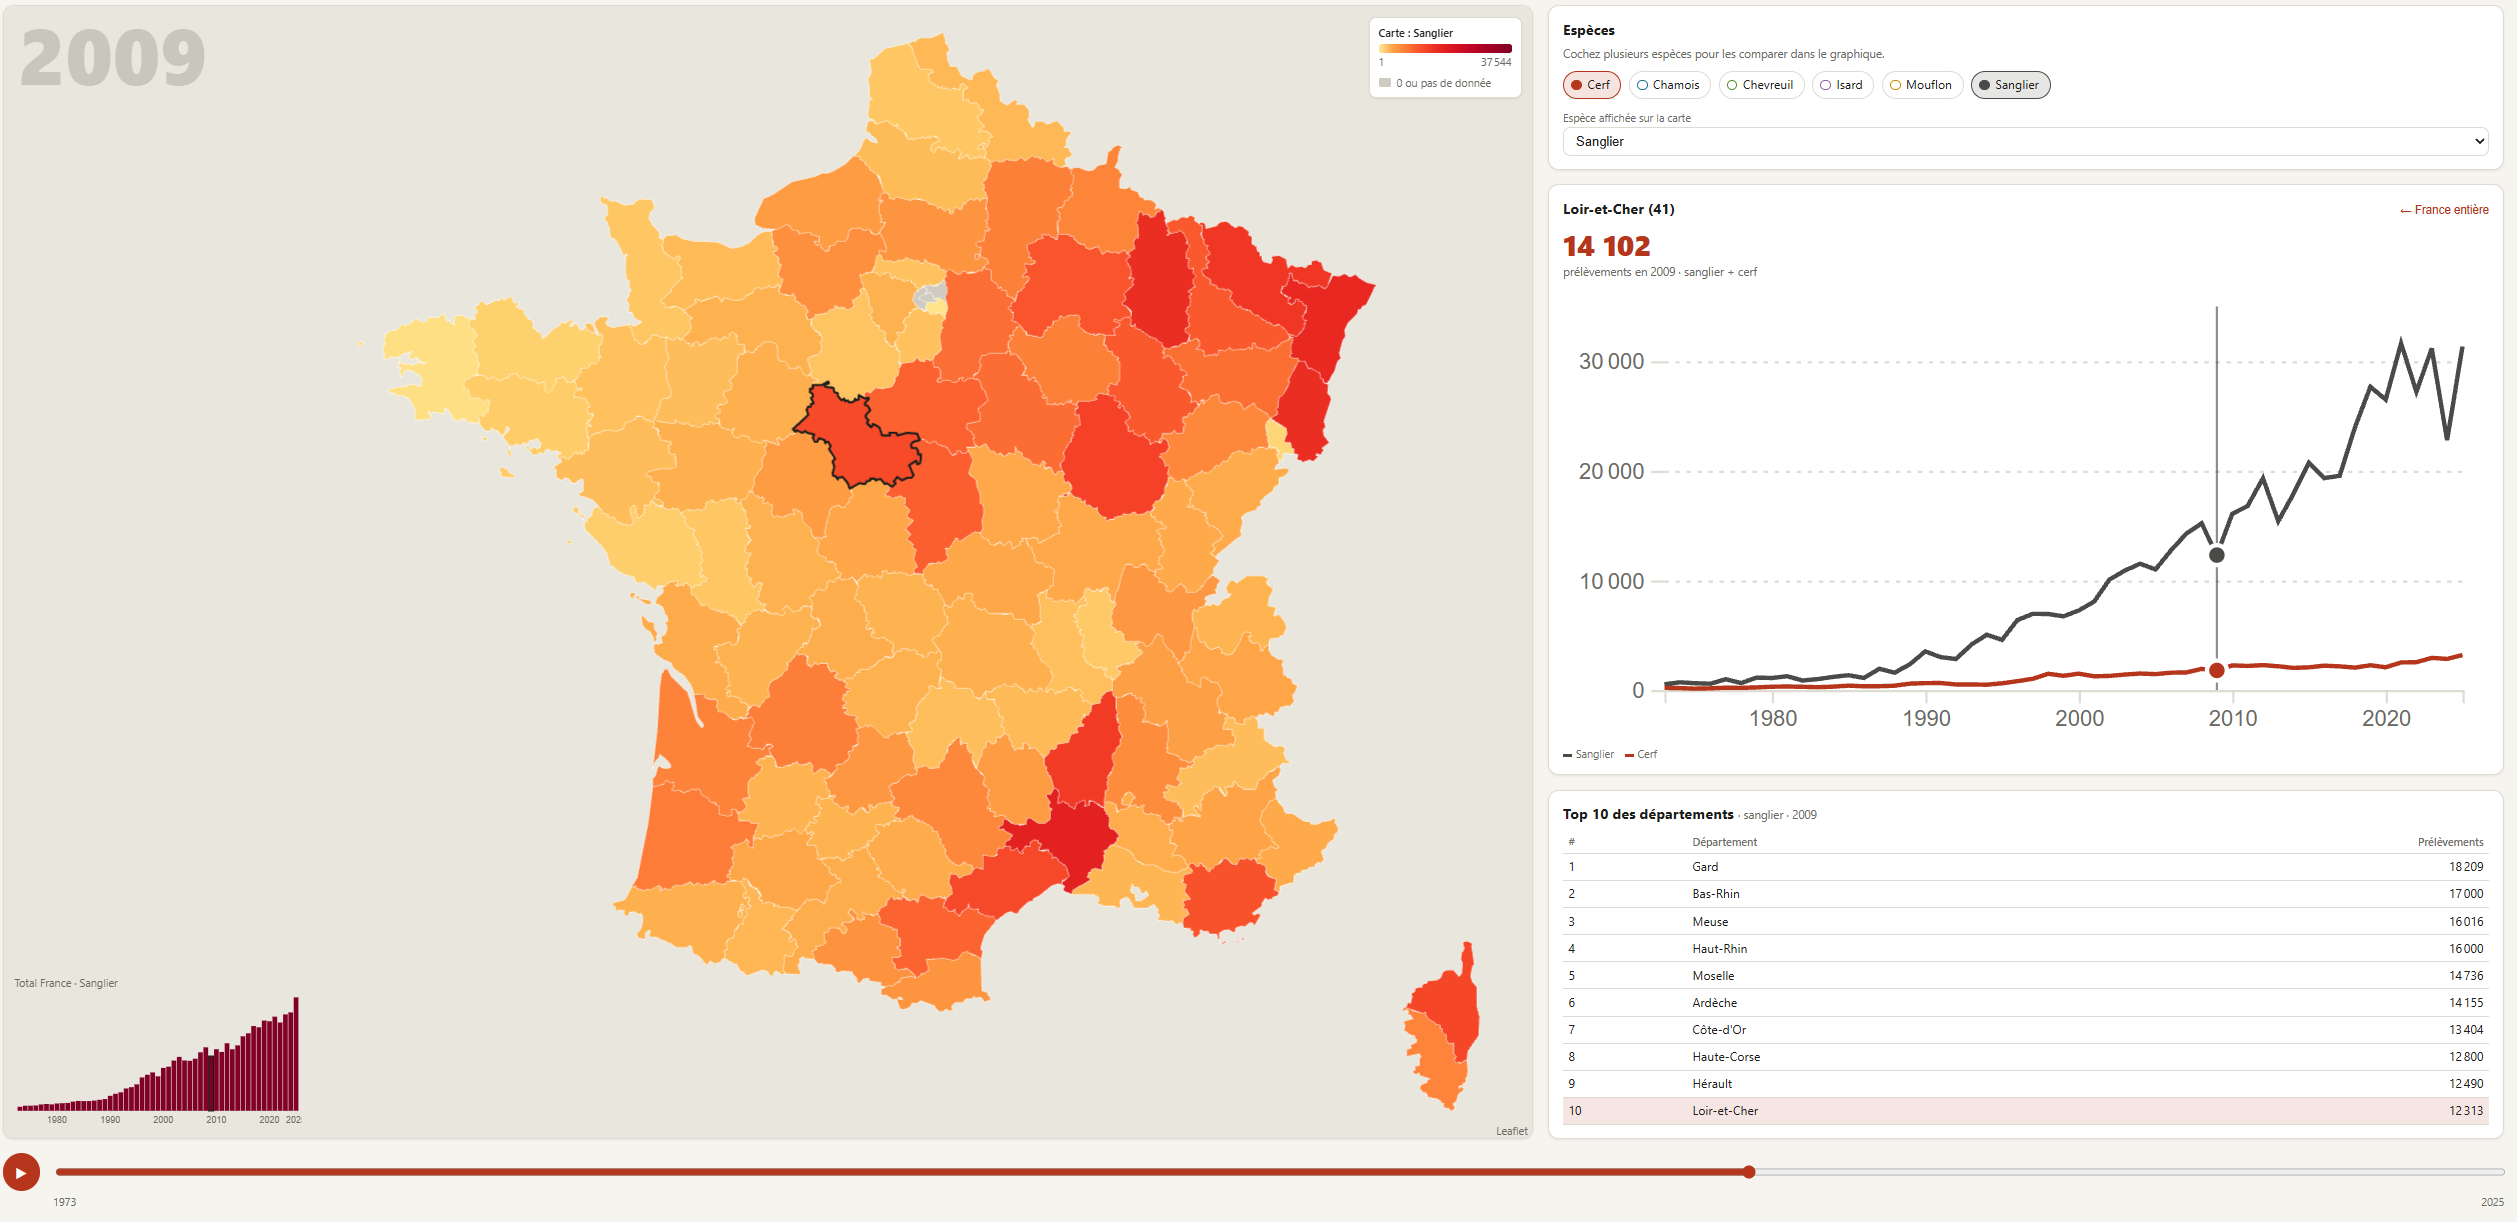 2009
Carte : Sanglier
1 37 544
0 ou pas de donnée
Total France · Sanglier
1980 1990 2000 2010 2020 202
Leaflet
Espèces
Cochez plusieurs espèces pour les comparer dans le graphique.
Cerf Chamois Chevreuil Isard Mouflon Sanglier
Espèce affichée sur la carte
Sanglier
Loir-et-Cher (41) ← France entière
14 102
prélèvements en 2009 · sanglier + cerf
30 000
20 000
10 000
0
1980 1990 2000 2010 2020
Sanglier Cerf
Top 10 des départements · sanglier · 2009
# Département Prélèvements
1 Gard 18 209
2 Bas-Rhin 17 000
3 Meuse 16 016
4 Haut-Rhin 16 000
5 Moselle 14 736
6 Ardèche 14 155
7 Côte-d'Or 13 404
8 Haute-Corse 12 800
9 Hérault 12 490
10 Loir-et-Cher 12 313
1973 2025